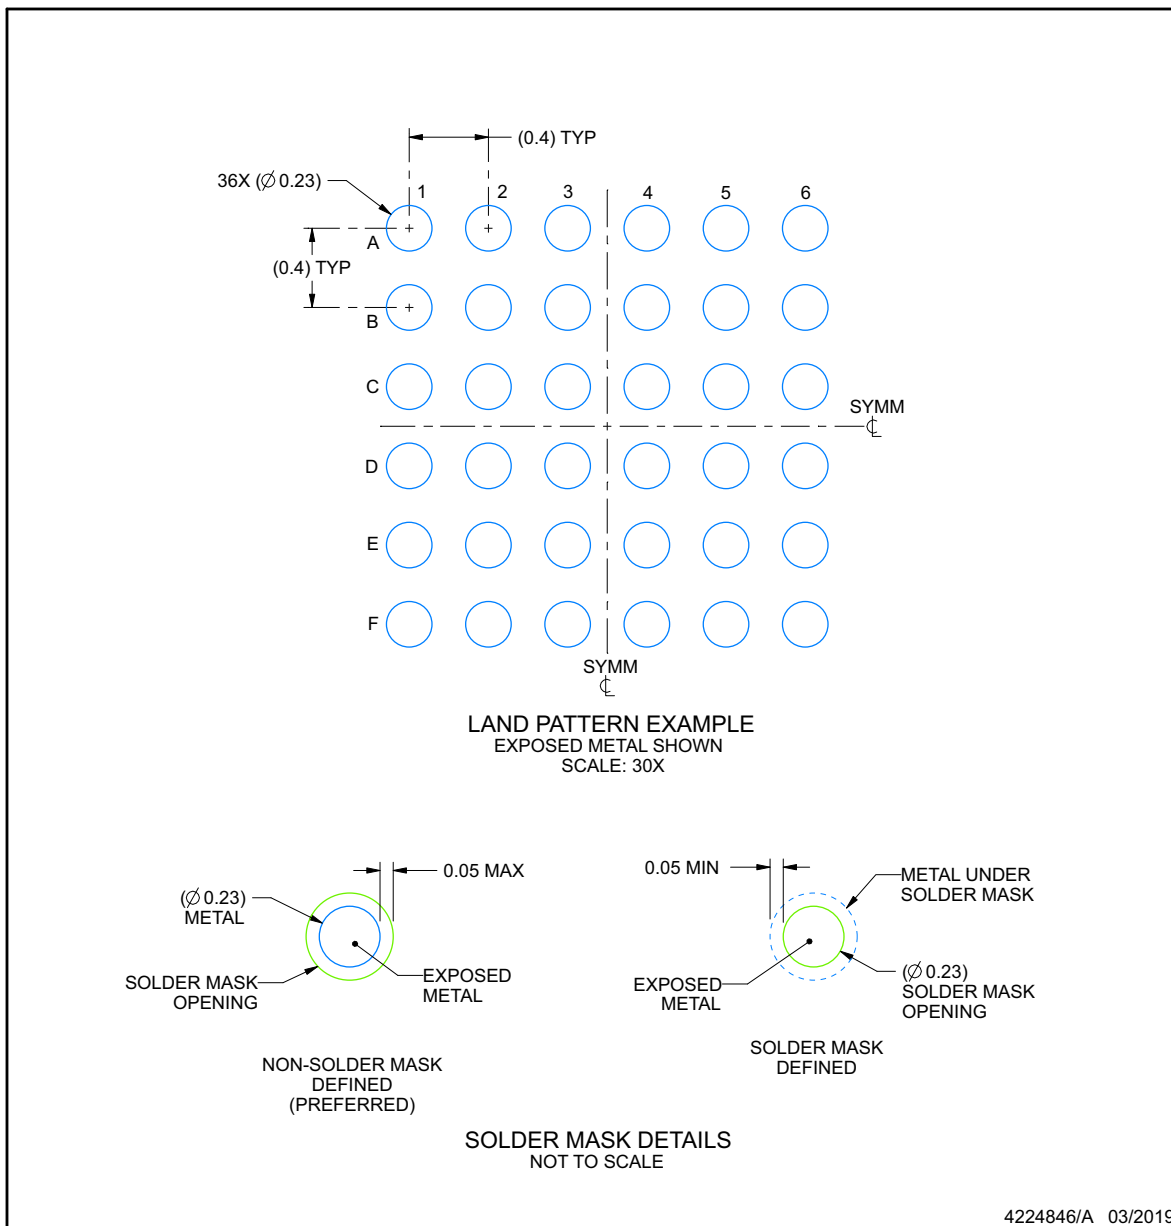 (0.4) TYP
36X (∅ 0.23)
1 2 3 4 5 6
A
(0.4) TYP
B
C
SYMM
℄
D
E
F
SYMM
℄
LAND PATTERN EXAMPLE
EXPOSED METAL SHOWN
SCALE: 30X
0.05 MAX
(∅ 0.23)
METAL
SOLDER MASK
OPENING
EXPOSED
METAL
NON-SOLDER MASK
DEFINED
(PREFERRED)
0.05 MIN
METAL UNDER
SOLDER MASK
EXPOSED
METAL
(∅ 0.23)
SOLDER MASK
OPENING
SOLDER MASK
DEFINED
SOLDER MASK DETAILS
NOT TO SCALE
4224846/A 03/2019